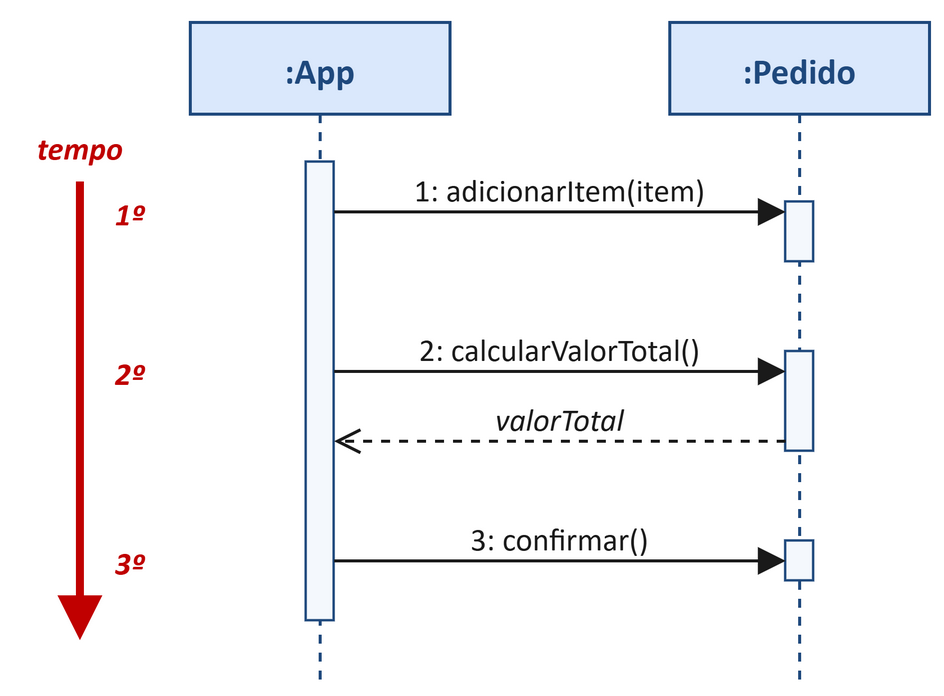 :App
:Pedido
tempo
1º
1: adicionarItem(item)
2º
2: calcularValorTotal()
valorTotal
3º
3: confirmar()